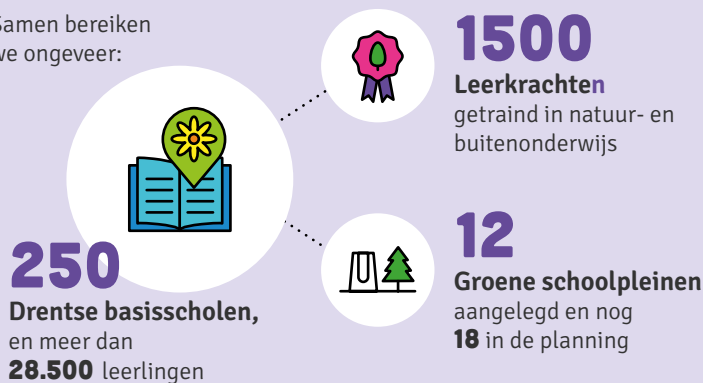 Samen bereiken
we ongeveer:
250
Drentse basisscholen,
en meer dan
28.500 leerlingen
1500
Leerkrachten
getraind in natuur- en
buitenonderwijs
12
Groene schoolpleinen
aangelegd en nog
18 in de planning